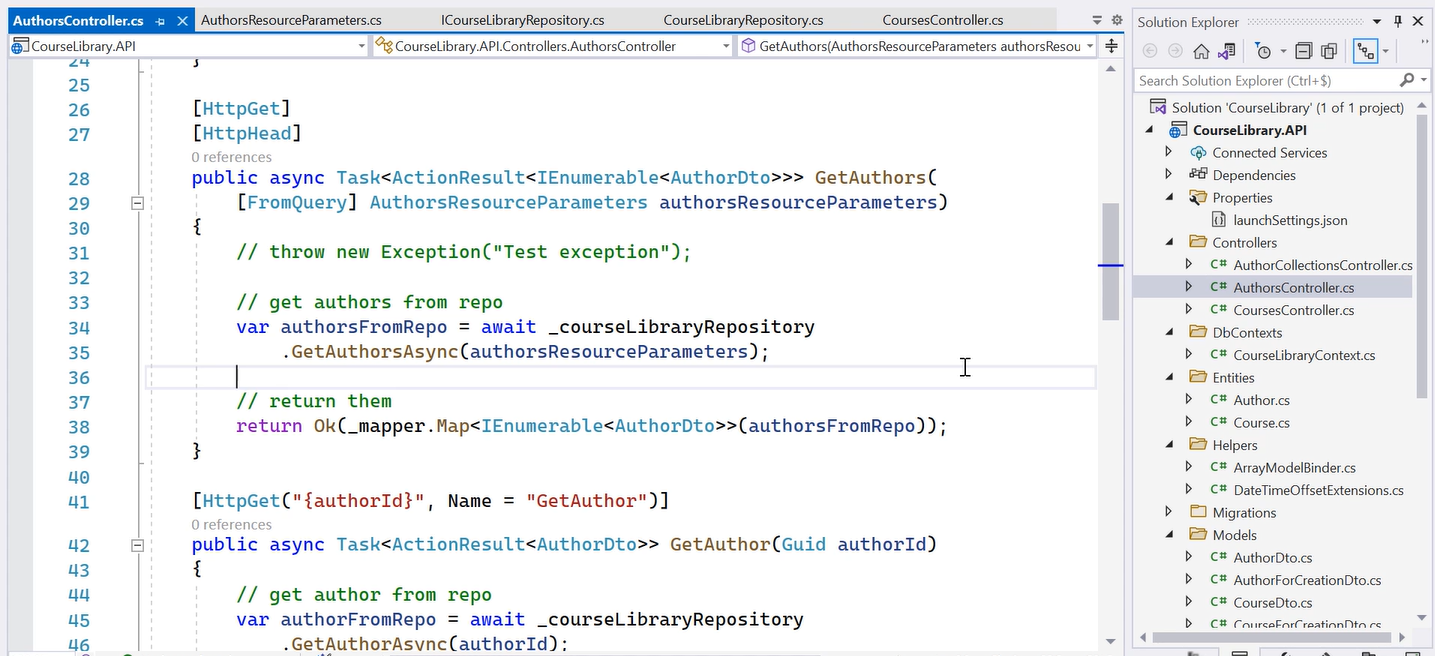 AuthorsController.cs
AuthorsResourceParameters.cs
ICourseLibraryRepository.cs
CourseLibraryRepository.cs
CoursesController.cs
CourseLibrary.API
CourseLibrary.API.Controllers.AuthorsController
GetAuthors(AuthorsResourceParameters authorsResou
24 }
25
26 [HttpGet]
27 [HttpHead]
0 references
28 public async Task<ActionResult<IEnumerable<AuthorDto>>> GetAuthors(
29 [FromQuery] AuthorsResourceParameters authorsResourceParameters)
30 {
31 // throw new Exception("Test exception");
32
33 // get authors from repo
34 var authorsFromRepo = await _courseLibraryRepository
35 .GetAuthorsAsync(authorsResourceParameters);
36
37 // return them
38 return Ok(_mapper.Map<IEnumerable<AuthorDto>>(authorsFromRepo));
39 }
40
41 [HttpGet("{authorId}", Name = "GetAuthor")]
0 references
42 public async Task<ActionResult<AuthorDto>> GetAuthor(Guid authorId)
43 {
44 // get author from repo
45 var authorFromRepo = await _courseLibraryRepository
46 .GetAuthorAsync(authorId);
Solution Explorer
Search Solution Explorer (Ctrl+$)
Solution 'CourseLibrary' (1 of 1 project)
CourseLibrary.API
Connected Services
Dependencies
Properties
launchSettings.json
Controllers
C# AuthorCollectionsController.cs
C# AuthorsController.cs
C# CoursesController.cs
DbContexts
C# CourseLibraryContext.cs
Entities
C# Author.cs
C# Course.cs
Helpers
C# ArrayModelBinder.cs
C# DateTimeOffsetExtensions.cs
Migrations
Models
C# AuthorDto.cs
C# AuthorForCreationDto.cs
C# CourseDto.cs
C# CourseForCreationDto.cs